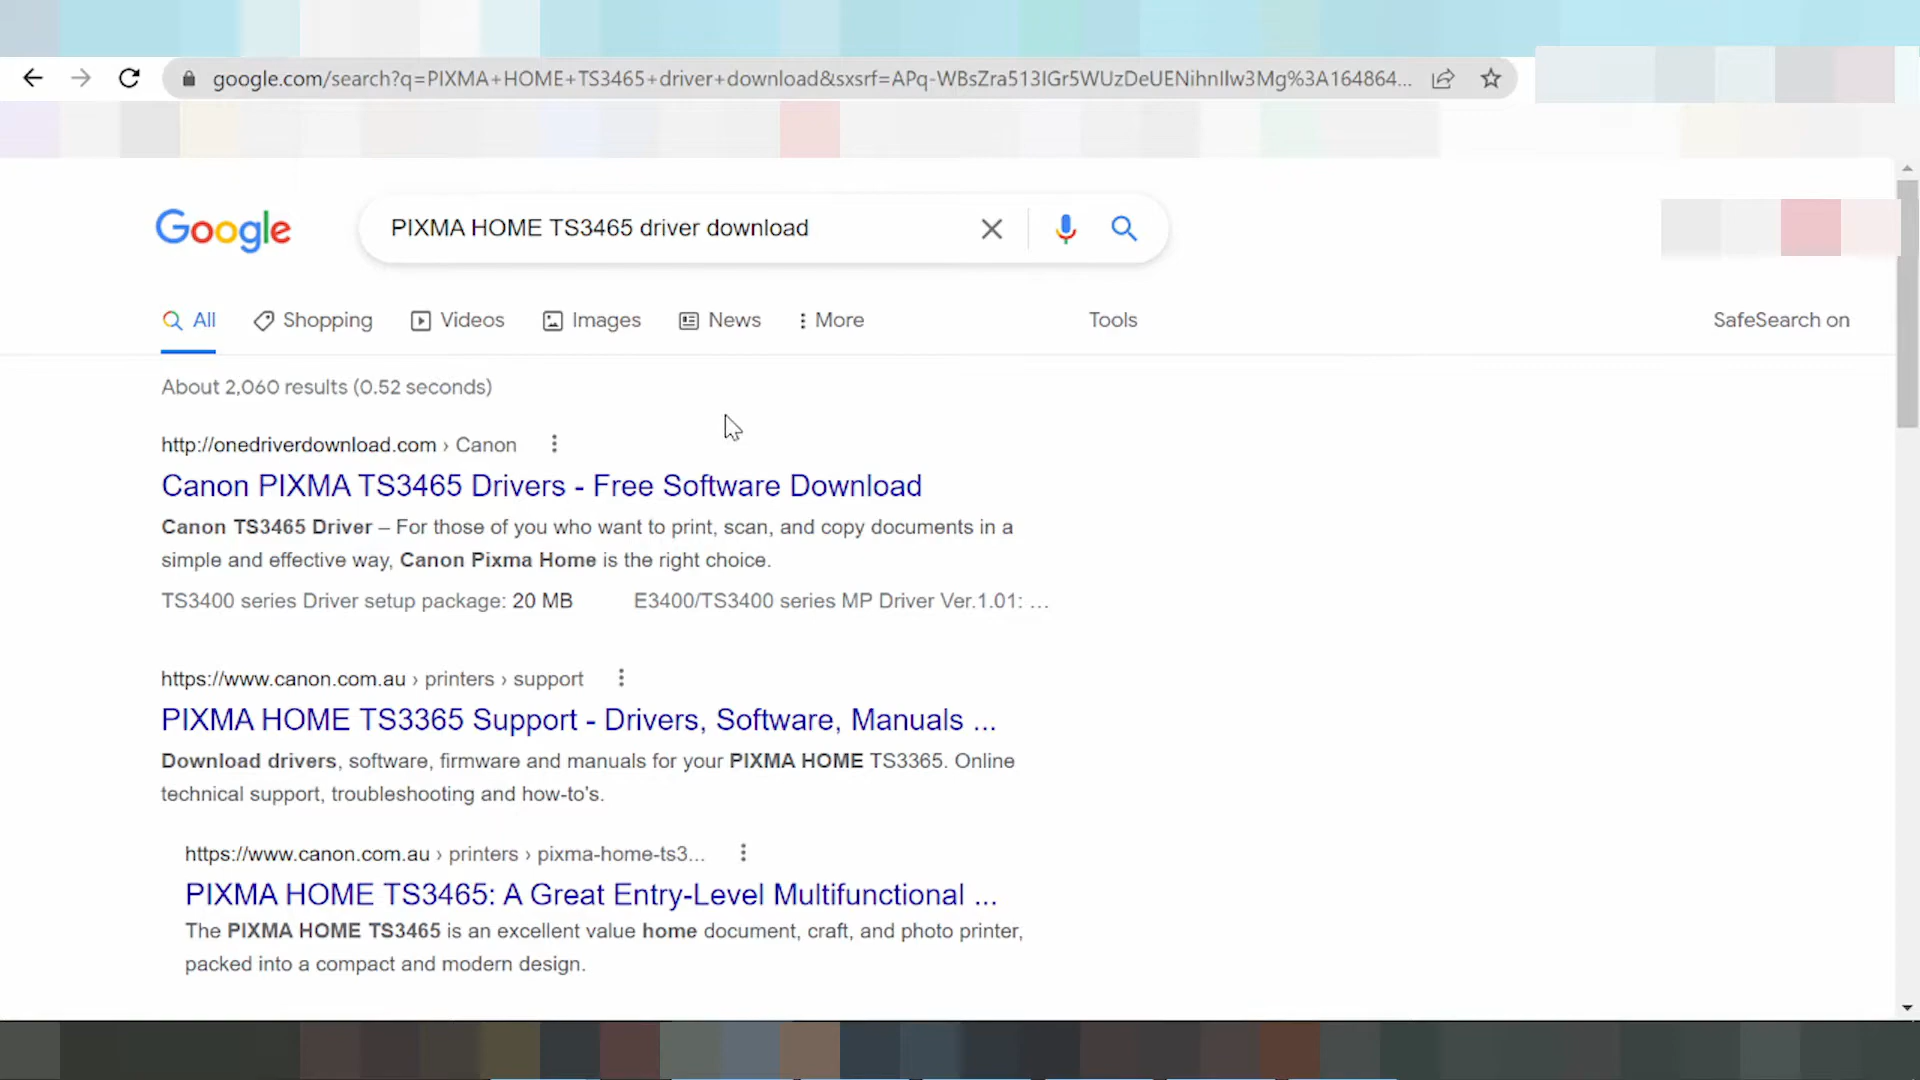 google.com/search?q=PIXMA+HOME+TS3465+driver+download&sxsrf=APq-WBsZra513IGr5WUzDeUENihnIlw3Mg%3A164864...
Google
PIXMA HOME TS3465 driver download
All Shopping Videos Images News More Tools SafeSearch on
About 2,060 results (0.52 seconds)
http://onedriverdownload.com › Canon
Canon PIXMA TS3465 Drivers - Free Software Download
Canon TS3465 Driver – For those of you who want to print, scan, and copy documents in a
simple and effective way, Canon Pixma Home is the right choice.
TS3400 series Driver setup package: 20 MB E3400/TS3400 series MP Driver Ver.1.01: ...
https://www.canon.com.au › printers › support
PIXMA HOME TS3365 Support - Drivers, Software, Manuals ...
Download drivers, software, firmware and manuals for your PIXMA HOME TS3365. Online
technical support, troubleshooting and how-to's.
https://www.canon.com.au › printers › pixma-home-ts3...
PIXMA HOME TS3465: A Great Entry-Level Multifunctional ...
The PIXMA HOME TS3465 is an excellent value home document, craft, and photo printer,
packed into a compact and modern design.